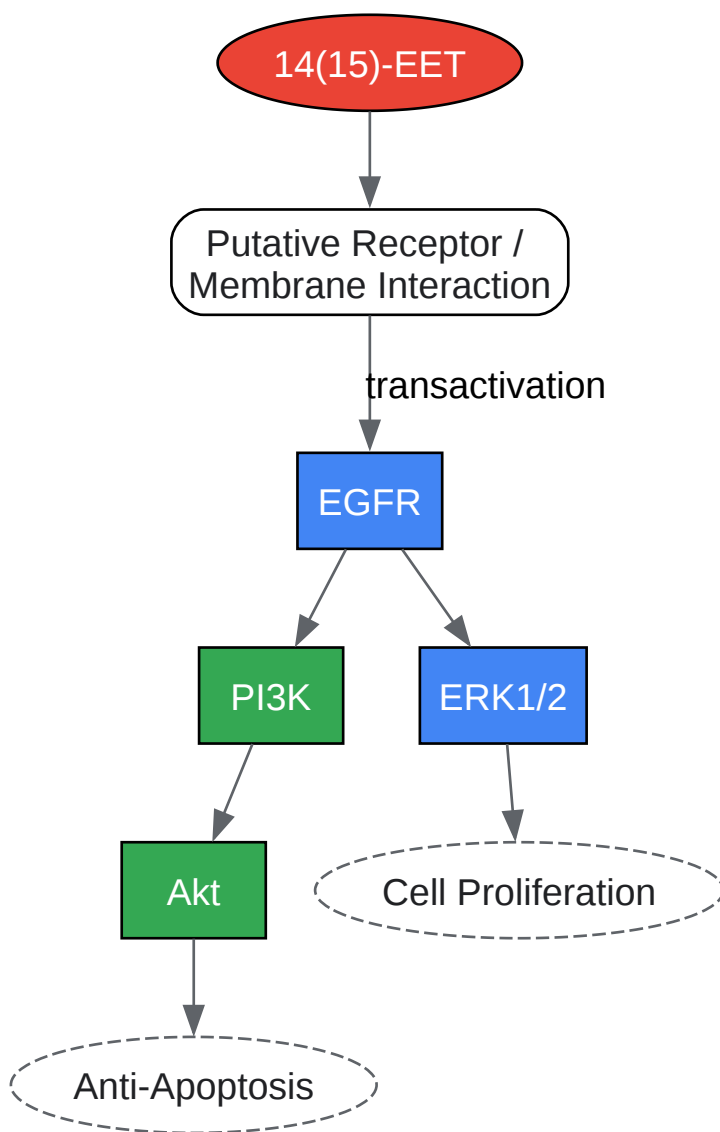 14(15)-EET
Putative Receptor /
Membrane Interaction
transactivation
EGFR
PI3K
ERK1/2
Akt
Cell Proliferation
Anti-Apoptosis